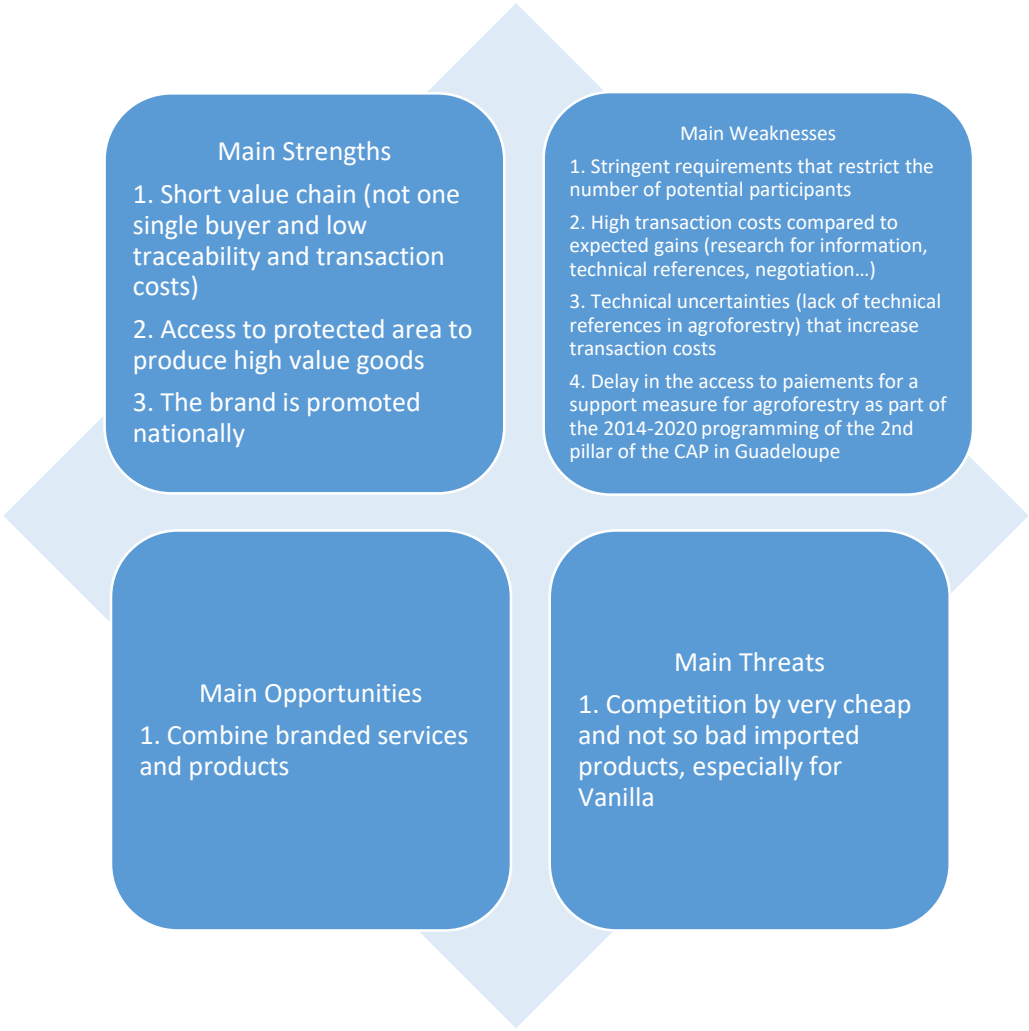 Main Strengths
1. Short value chain (not one
single buyer and low
traceability and transaction
costs)
2. Access to protected area to
produce high value goods
3. The brand is promoted
nationally
Main Weaknesses
1. Stringent requirements that restrict the
number of potential participants
2. High transaction costs compared to
expected gains (research for information,
technical references, negotiation…)
3. Technical uncertainties (lack of technical
references in agroforestry) that increase
transaction costs
4. Delay in the access to paiements for a
support measure for agroforestry as part of
the 2014-2020 programming of the 2nd
pillar of the CAP in Guadeloupe
Main Opportunities
1. Combine branded services
and products
Main Threats
1. Competition by very cheap
and not so bad imported
products, especially for
Vanilla